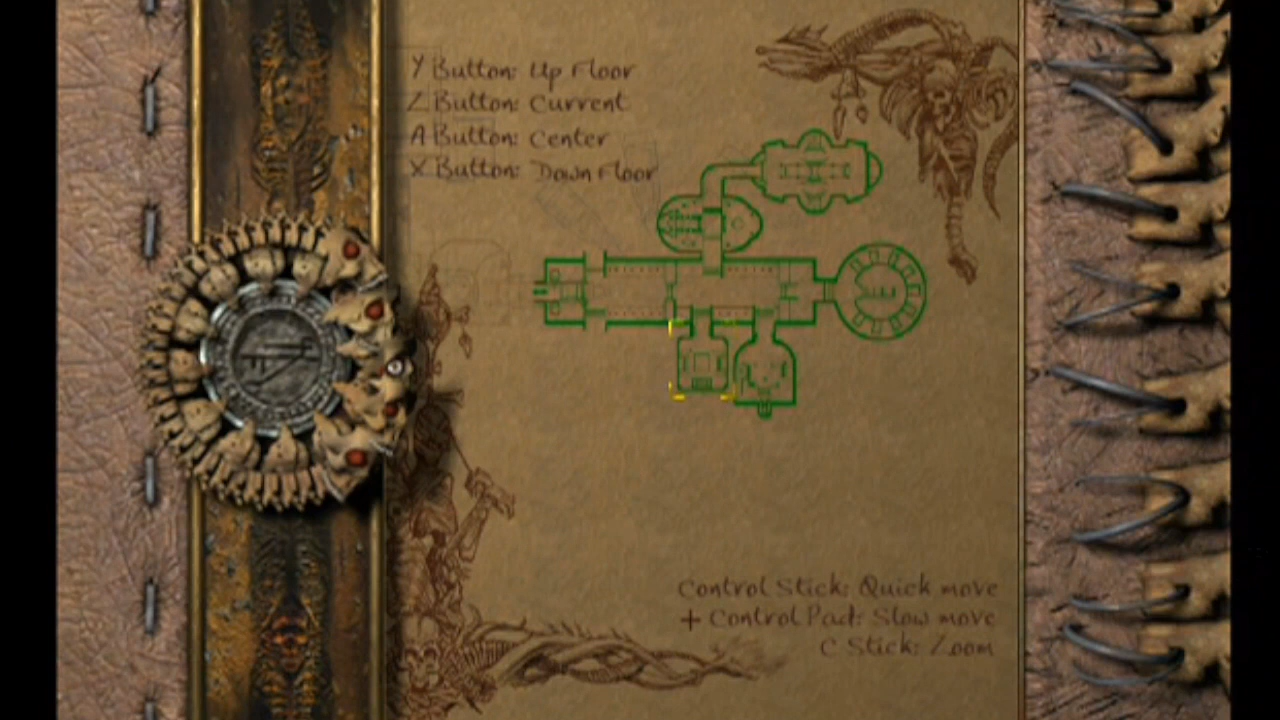 Y Button: Up Floor
Z Button: Current
A Button: Center
X Button: Down Floor
Control Stick: Quick move
+ Control Pad: Slow move
C Stick: Zoom